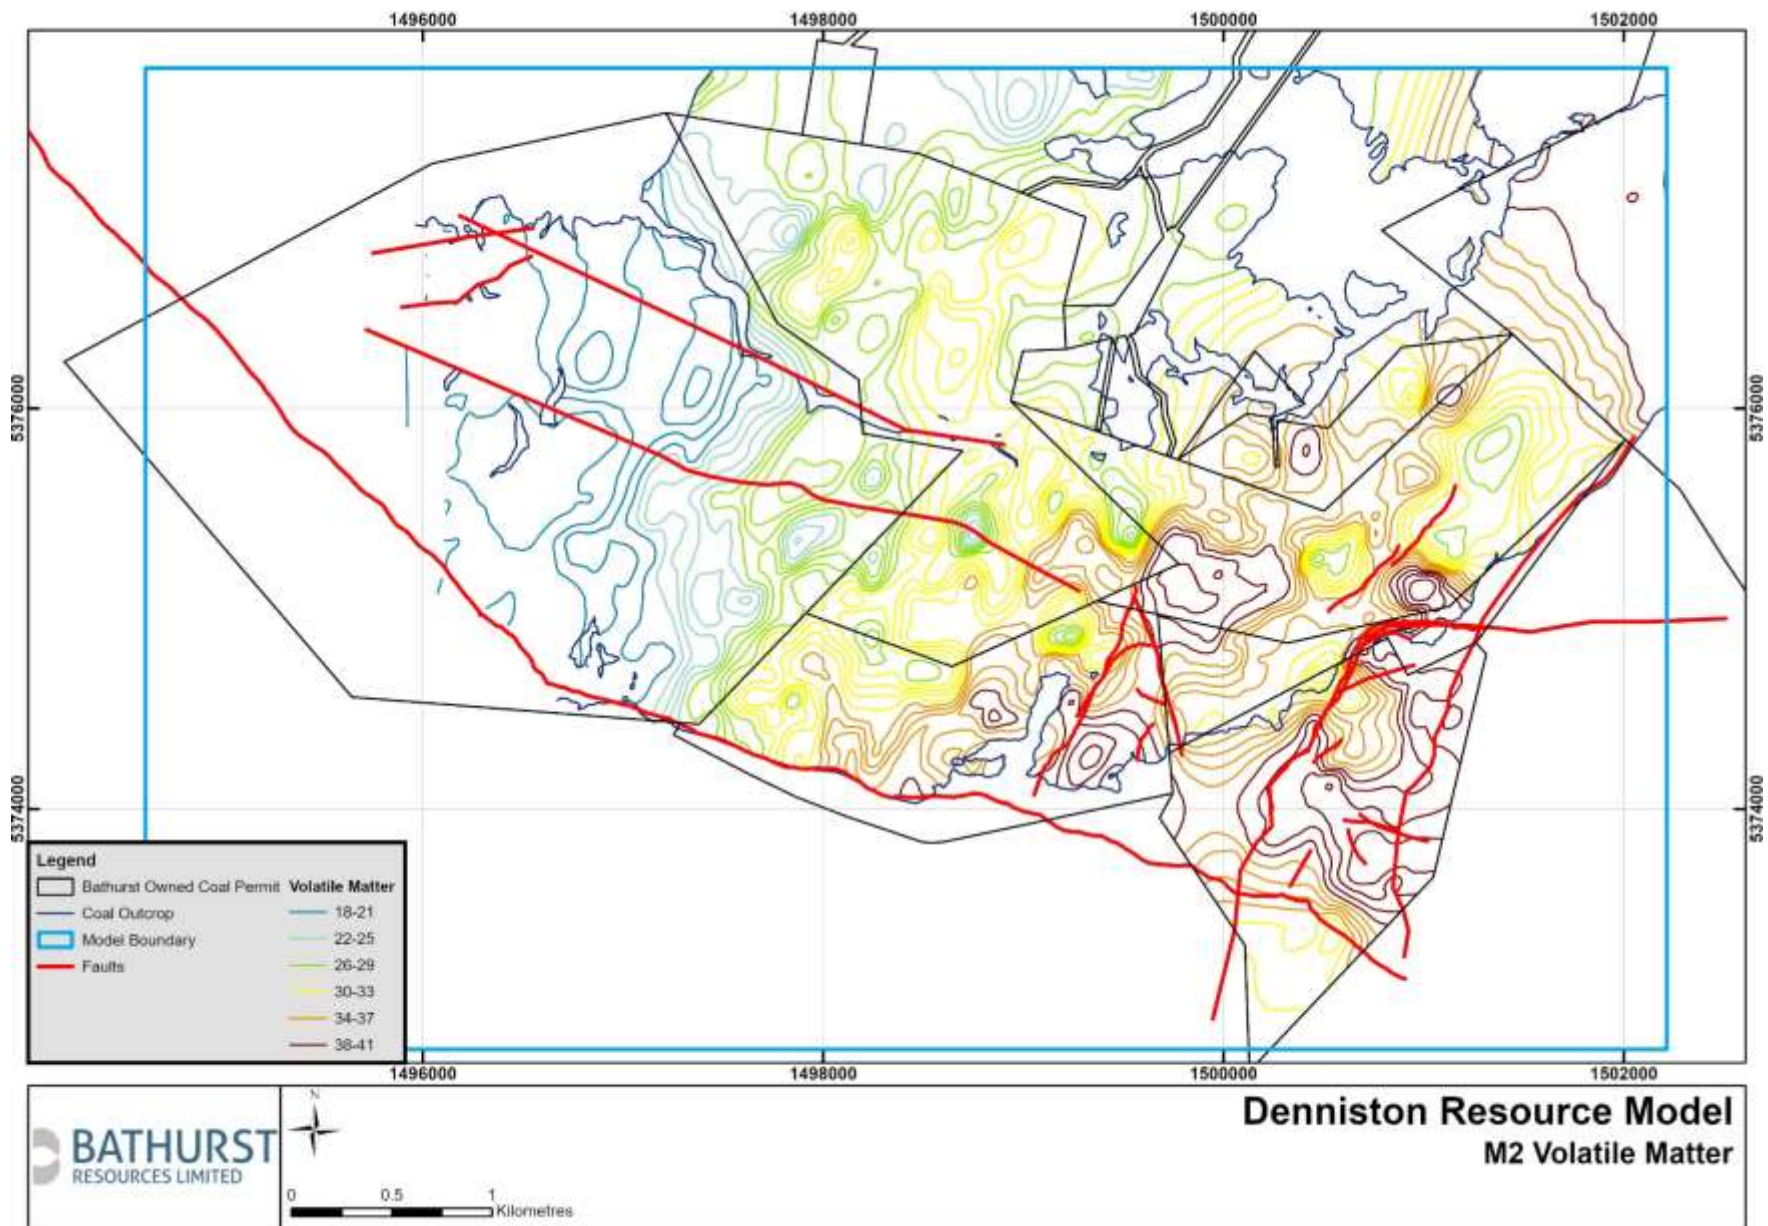 1496000 1498000 1500000 1502000
5376000 5376000
5374000 5374000
Legend
Bathurst Owned Coal Permit
Coal Outcrop
Model Boundary
Faults
Volatile Matter
18-21
22-25
26-29
30-33
34-37
38-41
1496000 1498000 1500000 1502000
BATHURST
RESOURCES LIMITED
N
0 0.5 1
Kilometres
Denniston Resource Model
M2 Volatile Matter